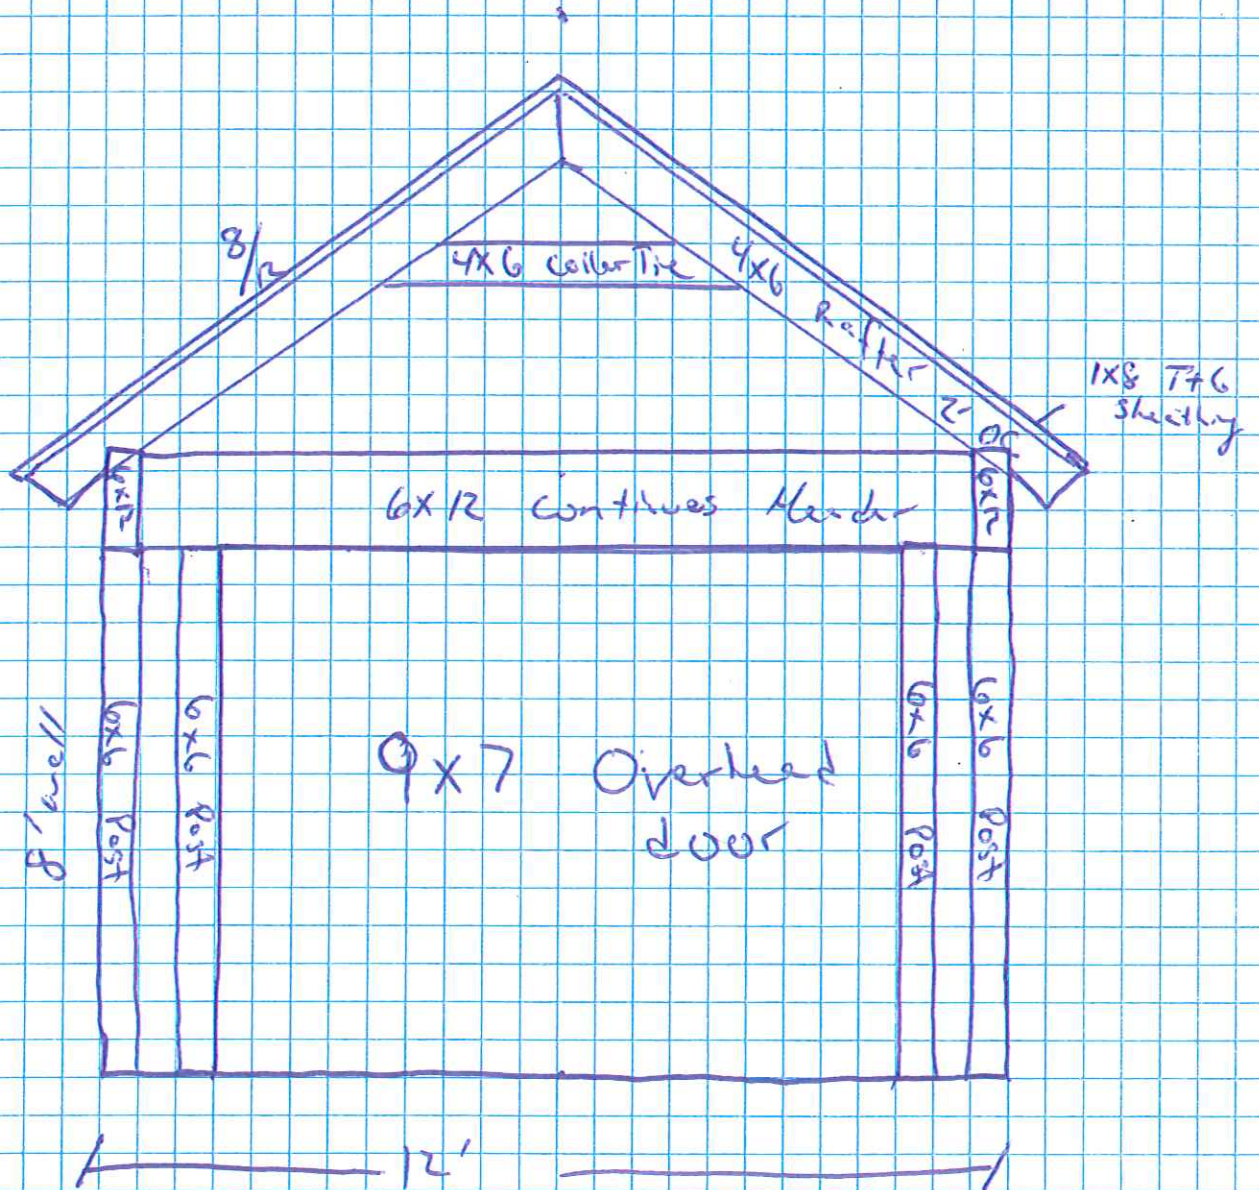 8/12
4x6 coller Tie
4x6 Rafter 2' OC
1x8 T+G
Sheathing
6x12
6x12 continues Header
6x12
8' wall
6x6 Post
6x6 Post
9x7 Overhead
door
6x6 Post
6x6 Post
12'